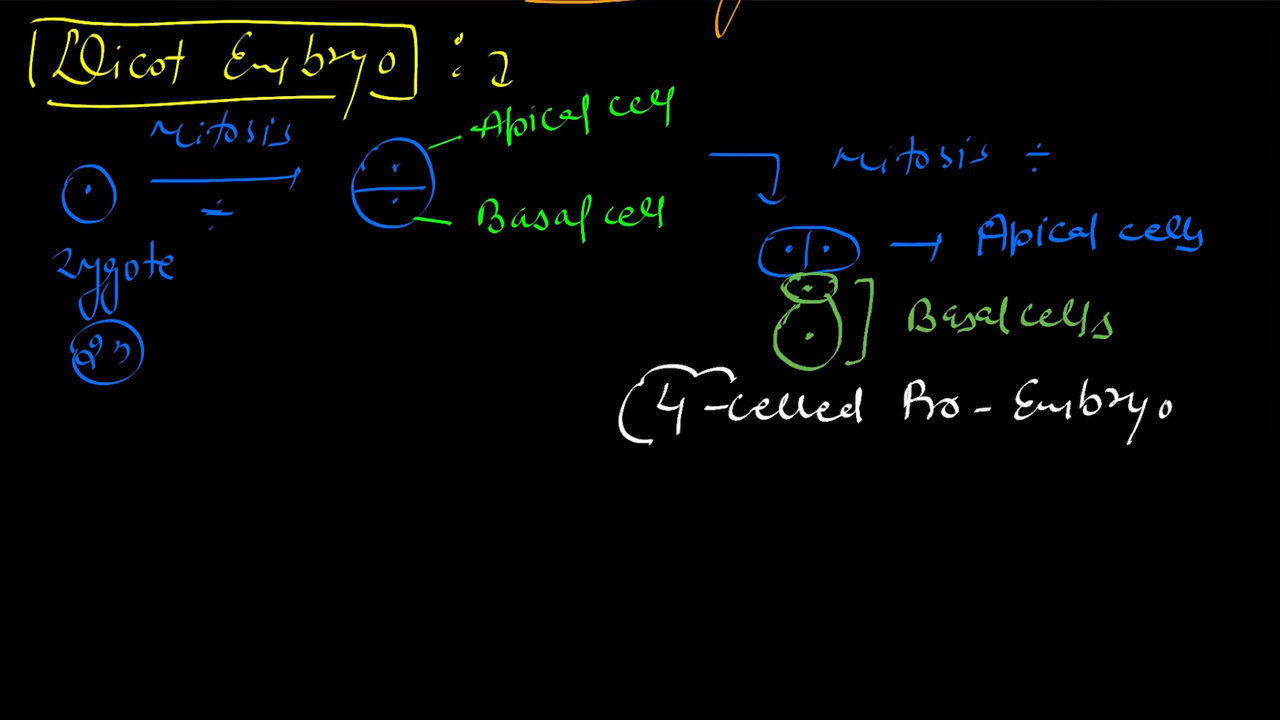 Dicot Embryo :
Mitosis
÷
Zygote
2n
Apical cell
Basal cell
Mitosis ÷
Apical cells
Basal cells
(4-celled Pro-Embryo